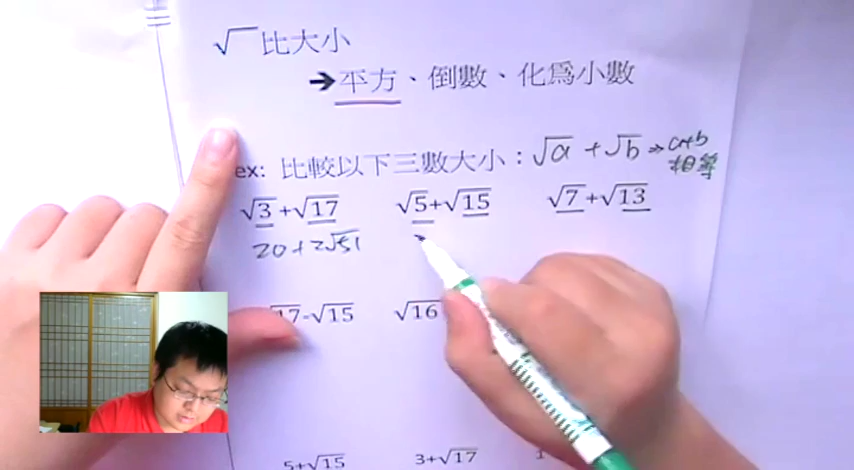 √ 比大小
➔平方、倒數、化為小數
ex: 比較以下三數大小：√a + √b ⇒ a+b 相等
√3 +√17 √5+√15 √7+√13
20+2√51
17-√15 √16
5+√15 3+√17